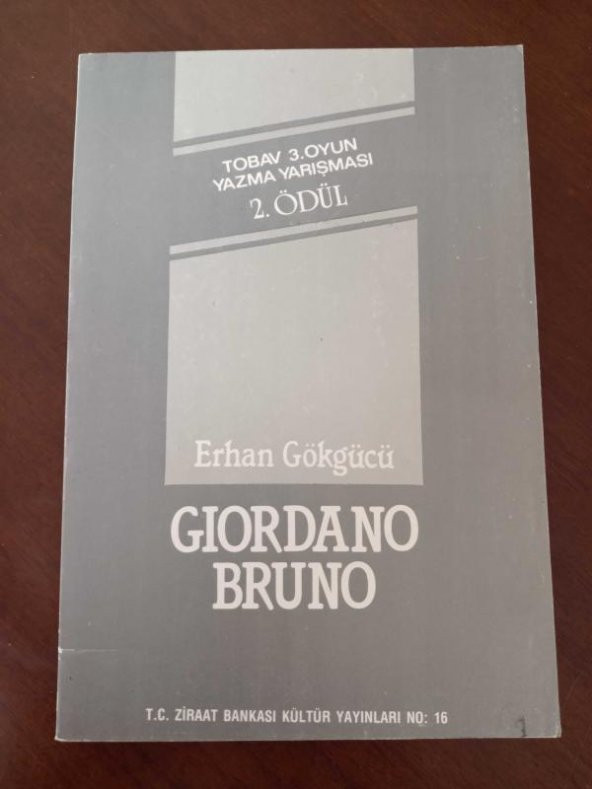 TOBAV 3.OYUN
YAZMA YARIŞMASI
2. ÖDÜL
Erhan Gökgücü
GIORDANO
BRUNO
T.C. ZİRAAT BANKASI KÜLTÜR YAYINLARI NO: 16